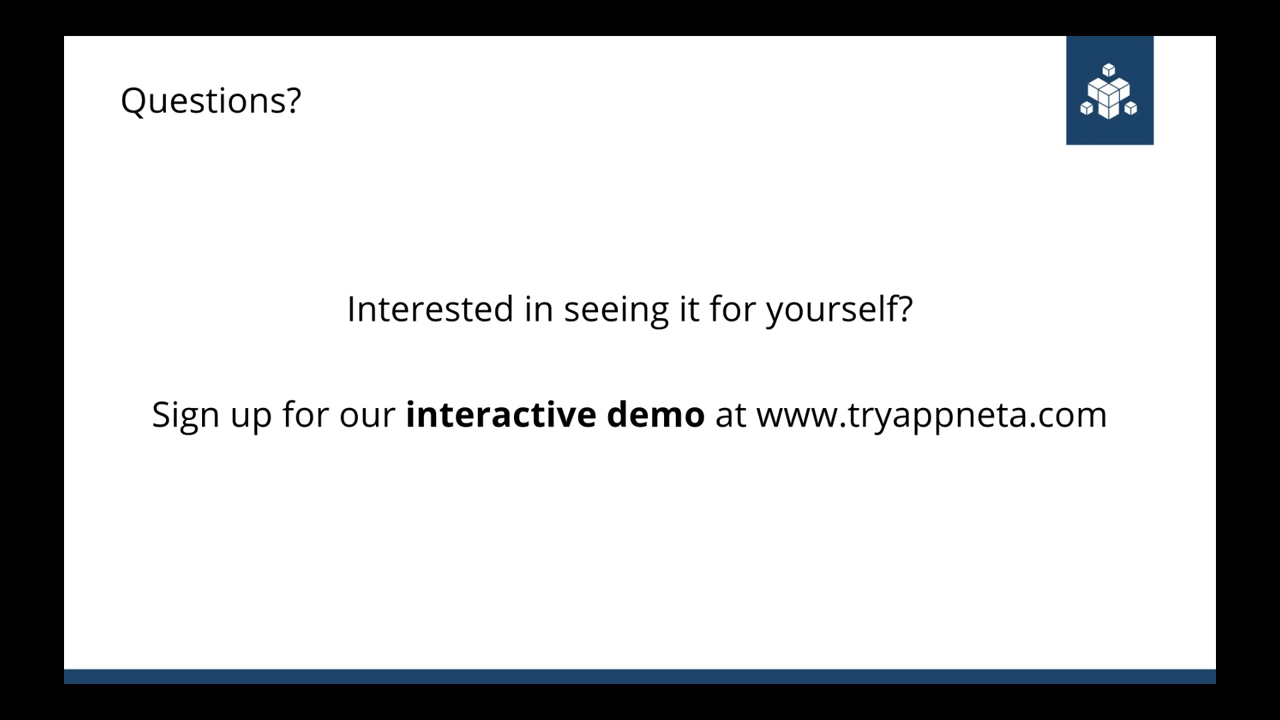 Questions?
Interested in seeing it for yourself?
Sign up for our interactive demo at www.tryappneta.com